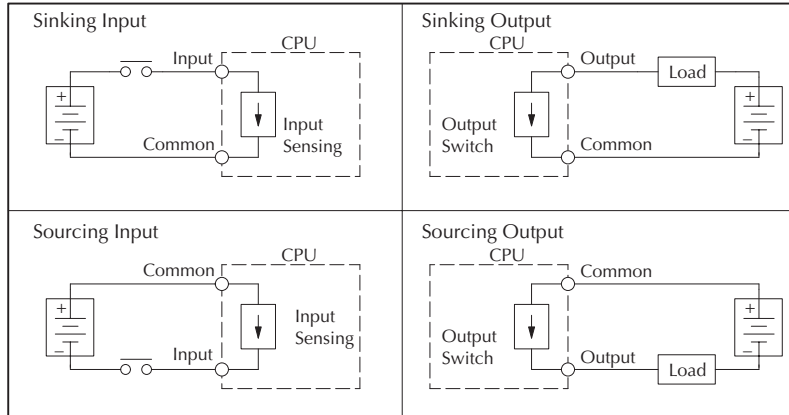 Sinking Input
CPU
Input
+
−
Common
Input
Sensing
Sinking Output
CPU
Output
Load
Output
Switch
+
−
Common
Sourcing Input
CPU
Common
+
−
Input
Sensing
Input
Sourcing Output
CPU
Common
Output
Switch
+
−
Output
Load